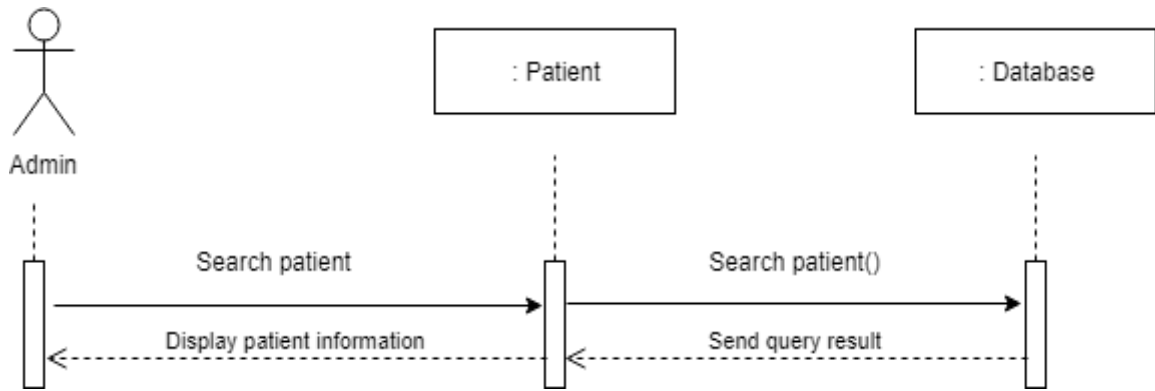 : Patient
: Database
Admin
Search patient
Search patient()
Display patient information
Send query result